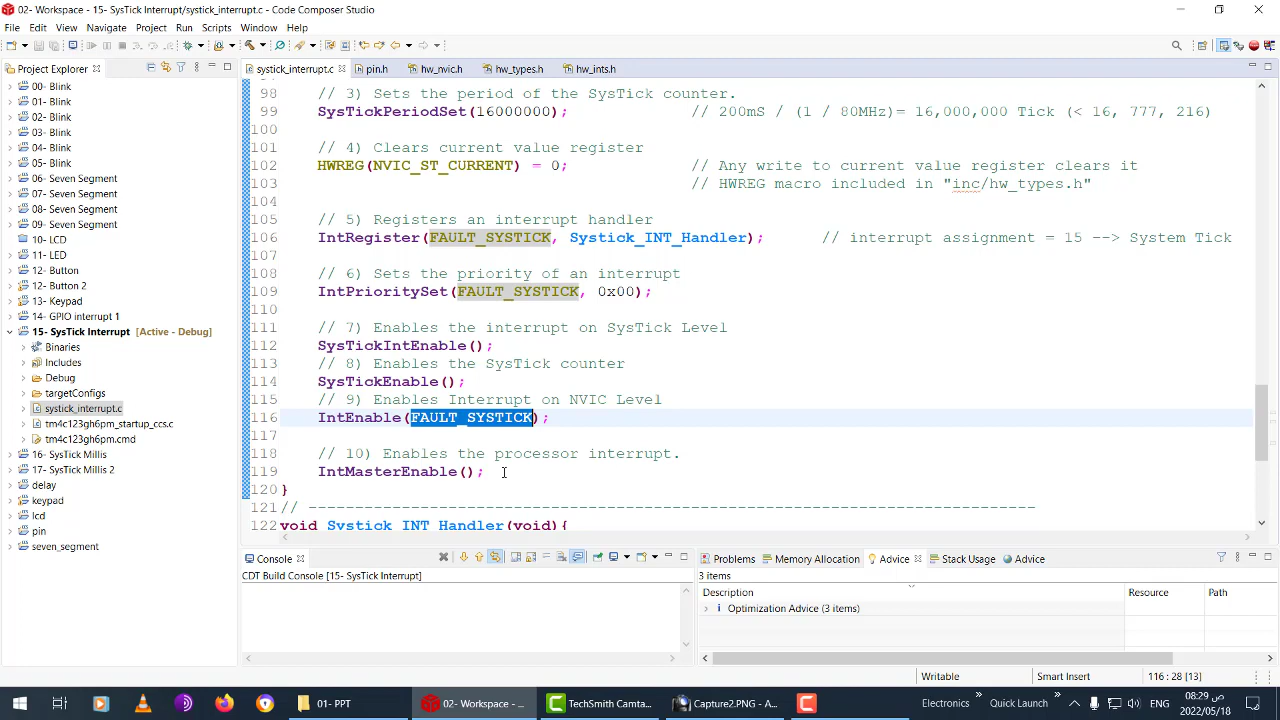 02- Workspace - 15- SysTick Interrupt/systick_interrupt.c - Code Composer Studio
File Edit View Navigate Project Run Scripts Window Help
Project Explorer
systick_interrupt.c pin.h hw_nvic.h hw_types.h hw_ints.h
00- Blink
01- Blink
02- Blink
03- Blink
04- Blink
05- Blink
06- Seven Segment
07- Seven Segment
08- Seven Segment
09- Seven Segment
10- LCD
11- LED
12- Button
12- Button 2
13- Keypad
14- GPIO interrupt 1
15- SysTick Interrupt [Active - Debug]
Binaries
Includes
Debug
targetConfigs
systick_interrupt.c
tm4c123gh6pm_startup_ccs.c
tm4c123gh6pm.cmd
16- SysTick Millis
17- SysTick Millis 2
delay
keypad
lcd
pin
seven_segment
98 // 3) Sets the period of the SysTick counter.
99 SysTickPeriodSet(16000000); // 200mS / (1 / 80MHz)= 16,000,000 Tick (< 16, 777, 216)
100
101 // 4) Clears current value register
102 HWREG(NVIC_ST_CURRENT) = 0; // Any write to current value register clears it
103 // HWREG macro included in "inc/hw_types.h"
104
105 // 5) Registers an interrupt handler
106 IntRegister(FAULT_SYSTICK, Systick_INT_Handler); // interrupt assignment = 15 --> System Tick
107
108 // 6) Sets the priority of an interrupt
109 IntPrioritySet(FAULT_SYSTICK, 0x00);
110
111 // 7) Enables the interrupt on SysTick Level
112 SysTickIntEnable();
113 // 8) Enables the SysTick counter
114 SysTickEnable();
115 // 9) Enables Interrupt on NVIC Level
116 IntEnable(FAULT_SYSTICK);
117
118 // 10) Enables the processor interrupt.
119 IntMasterEnable();
120 }
121 // ------------------------------------------------------------------------------
122 void Systick_INT_Handler(void){
Console
CDT Build Console [15- SysTick Interrupt]
Problems Memory Allocation Advice Stack Usage Advice
3 items
Description Resource Path
Optimization Advice (3 items)
Writable Smart Insert 116 : 28 [13]
01- PPT 02- Workspace - ... TechSmith Camta... Capture2.PNG - A... Electronics Quick Launch
08:29 ص
2022/05/18